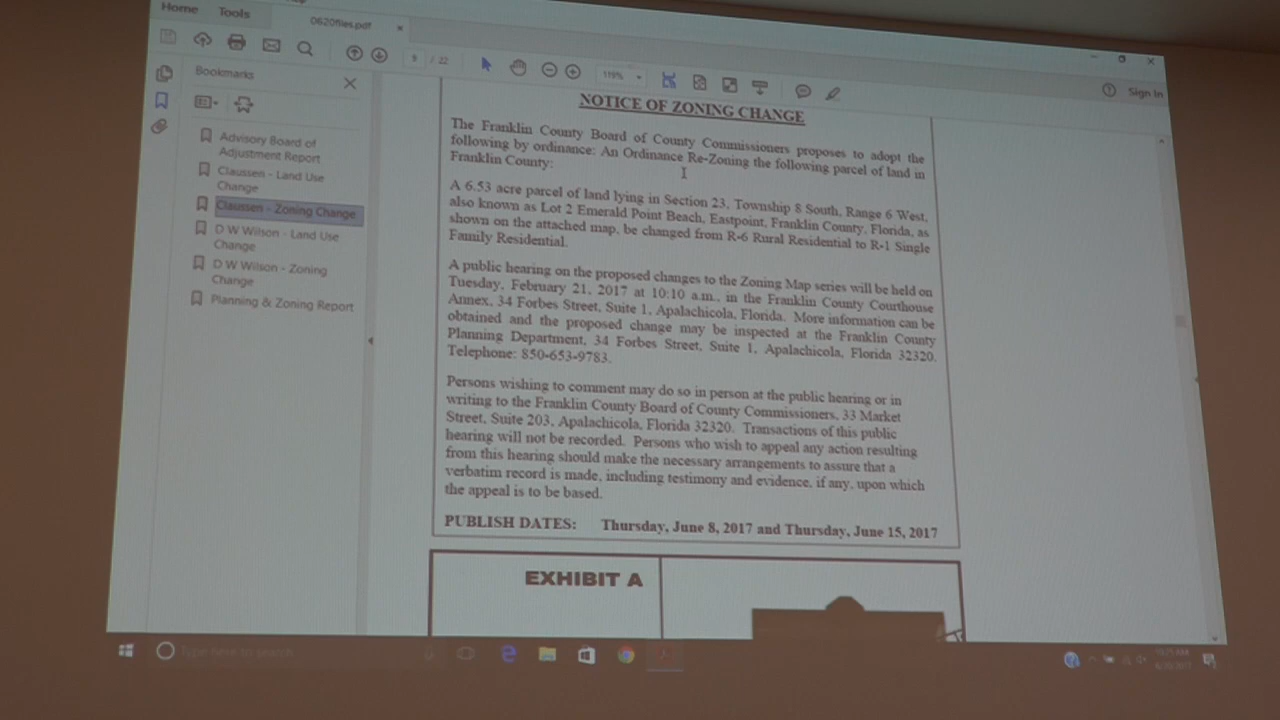 Home Tools 0620files.pdf
9 / 22 119% Sign In
Bookmarks
Advisory Board of
Adjustment Report
Claussen - Land Use
Change
Claussen - Zoning Change
D W Wilson - Land Use
Change
D W Wilson - Zoning
Change
Planning & Zoning Report
NOTICE OF ZONING CHANGE
The Franklin County Board of County Commissioners proposes to adopt the
following by ordinance: An Ordinance Re-Zoning the following parcel of land in
Franklin County:
A 6.53 acre parcel of land lying in Section 23, Township 8 South, Range 6 West,
also known as Lot 2 Emerald Point Beach, Eastpoint, Franklin County, Florida, as
shown on the attached map, be changed from R-6 Rural Residential to R-1 Single
Family Residential.
A public hearing on the proposed changes to the Zoning Map series will be held on
Tuesday, February 21, 2017 at 10:10 a.m., in the Franklin County Courthouse
Annex, 34 Forbes Street, Suite 1, Apalachicola, Florida. More information can be
obtained and the proposed change may be inspected at the Franklin County
Planning Department, 34 Forbes Street, Suite 1, Apalachicola, Florida 32320.
Telephone: 850-653-9783.
Persons wishing to comment may do so in person at the public hearing or in
writing to the Franklin County Board of County Commissioners, 33 Market
Street, Suite 203, Apalachicola, Florida 32320. Transactions of this public
hearing will not be recorded. Persons who wish to appeal any action resulting
from this hearing should make the necessary arrangements to assure that a
verbatim record is made, including testimony and evidence, if any, upon which
the appeal is to be based.
PUBLISH DATES: Thursday, June 8, 2017 and Thursday, June 15, 2017
EXHIBIT A
Type here to search